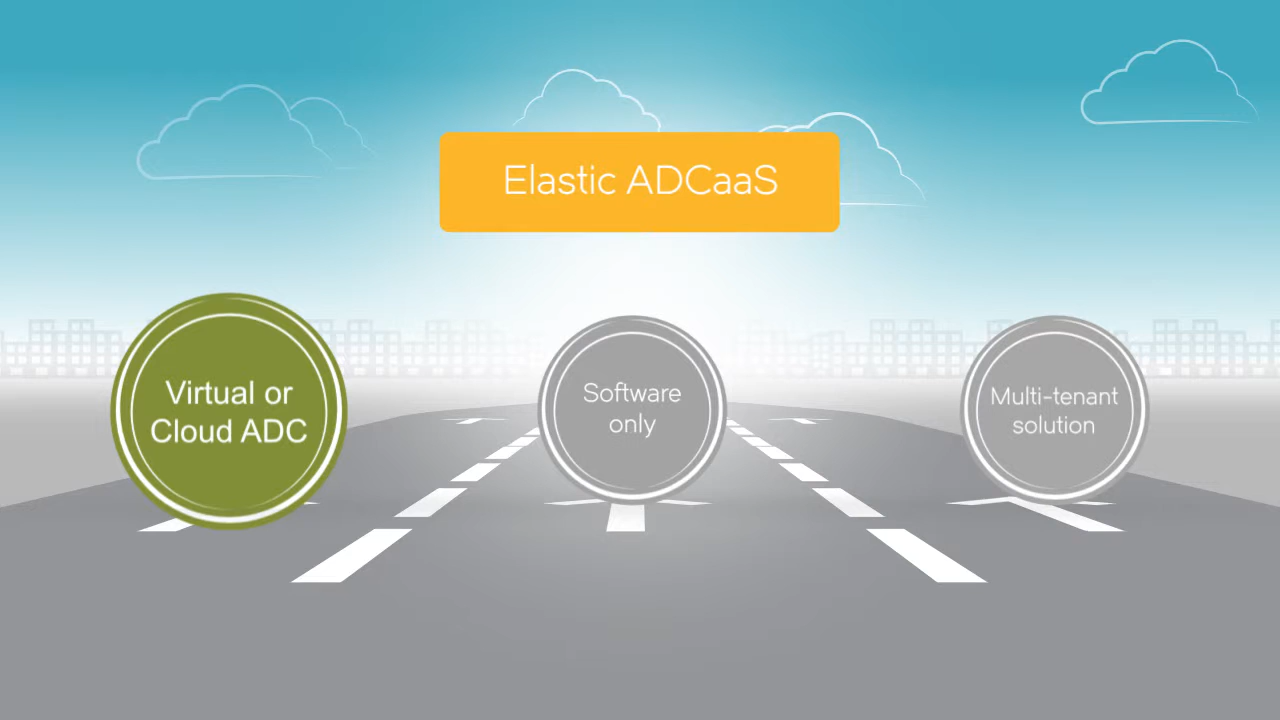 Elastic ADCaaS
Virtual or
Cloud ADC
Software
only
Multi-tenant
solution